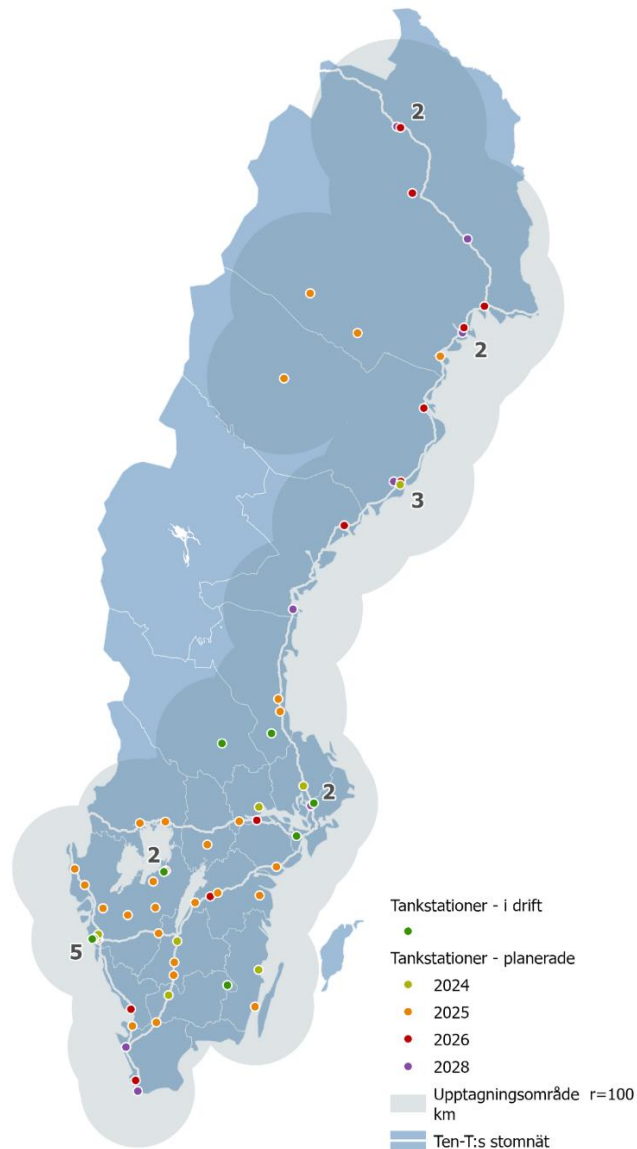 2
2
3
2
2
5
Tankstationer - i drift
Tankstationer - planerade
2024
2025
2026
2028
Upptagningsområde r=100
km
Ten-T:s stomnät